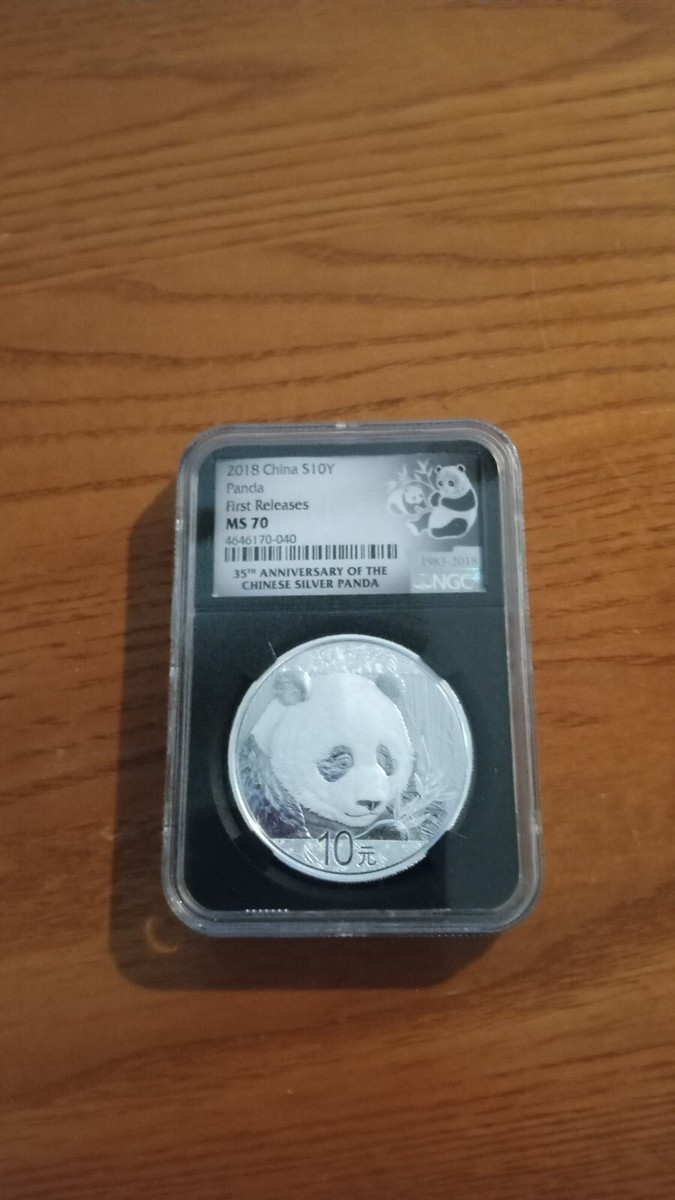 2018 China S10Y
Panda
First Releases
MS 70
4646170-040
35TH ANNIVERSARY OF THE
CHINESE SILVER PANDA
1983-2018
NGC
10元